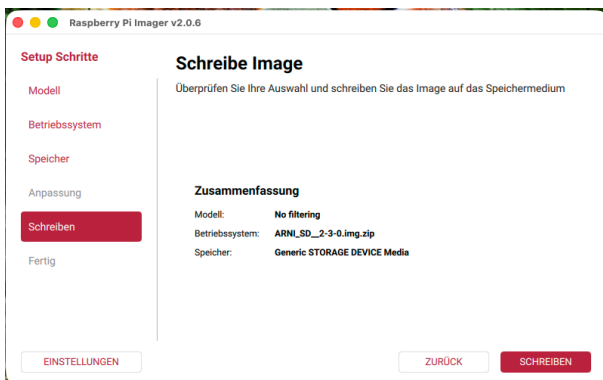 Raspberry Pi Imager v2.0.6
Setup Schritte
Modell
Betriebssystem
Speicher
Anpassung
Schreiben
Fertig
Schreibe Image
Überprüfen Sie Ihre Auswahl und schreiben Sie das Image auf das Speichermedium
Zusammenfassung
Modell: No filtering
Betriebssystem: ARNI_SD__2-3-0.img.zip
Speicher: Generic STORAGE DEVICE Media
EINSTELLUNGEN
ZURÜCK
SCHREIBEN